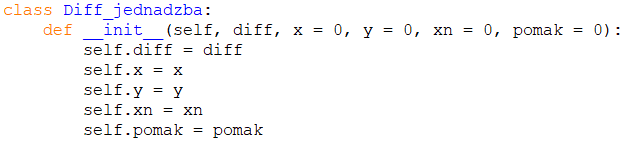 class Diff_jednadzba:
    def __init__(self, diff, x = 0, y = 0, xn = 0, pomak = 0):
        self.diff = diff
        self.x = x
        self.y = y
        self.xn = xn
        self.pomak = pomak